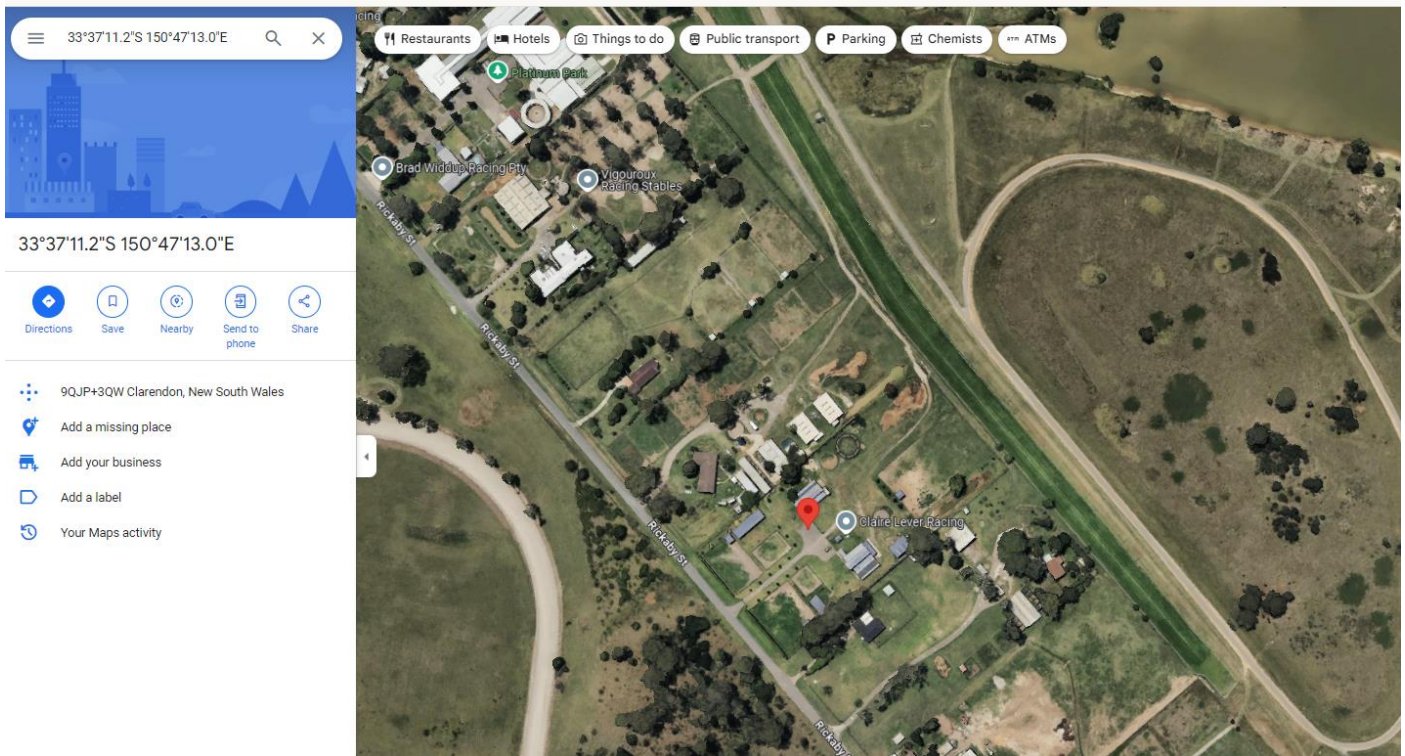 33°37'11.2"S 150°47'13.0"E
Restaurants
Hotels
Things to do
Public transport
P Parking
Chemists
ATM ATMs
33°37'11.2"S 150°47'13.0"E
Directions
Save
Nearby
Send to
phone
Share
9QJP+3QW Clarendon, New South Wales
Add a missing place
Add your business
Add a label
Your Maps activity
Platinum Park
Brad Widdup Racing Pty
Vigouroux
Racing Stables
Rickaby St
Rickaby St
Rickaby St
Claire Lever Racing